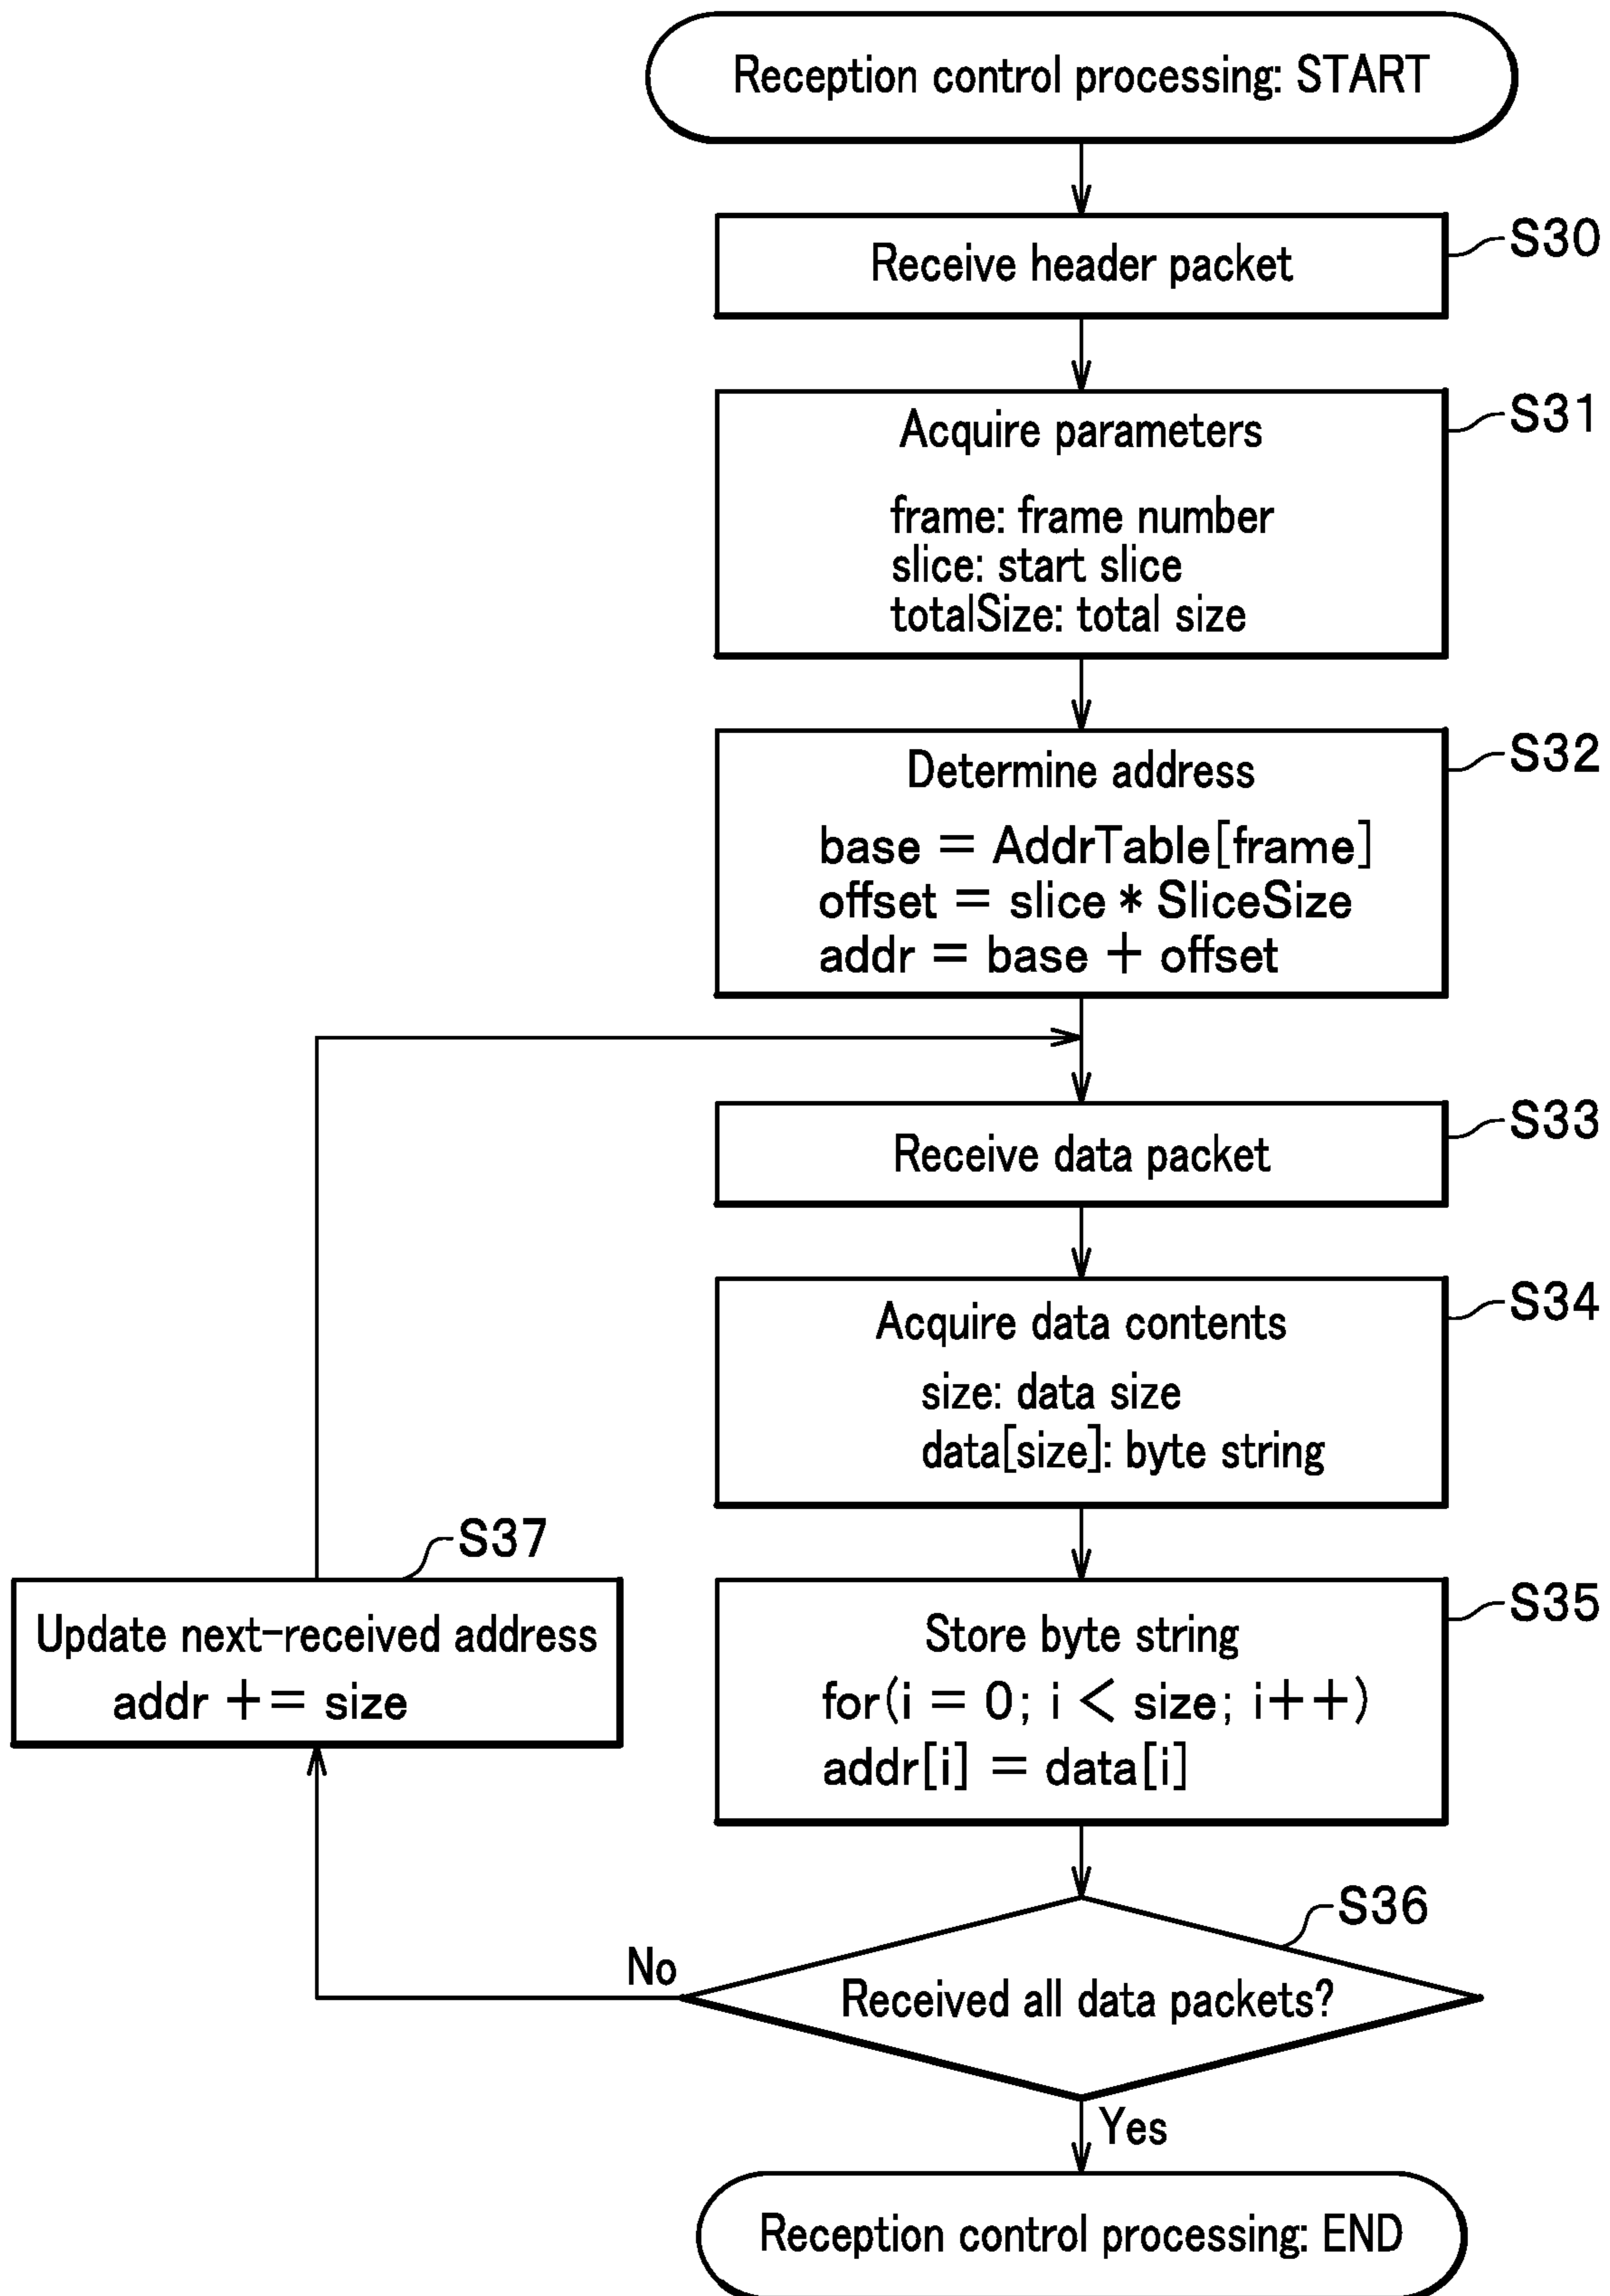 Reception control processing: START
S30
Receive header packet
S31
Acquire parameters
frame: frame number
slice: start slice
totalSize: total size
S32
Determine address
base = AddrTable[frame]
offset = slice * SliceSize
addr = base + offset
S33
Receive data packet
S34
Acquire data contents
size: data size
data[size]: byte string
S37
Update next-received address
addr += size
S35
Store byte string
for(i = 0; i < size; i++)
addr[i] = data[i]
S36
No
Received all data packets?
Yes
Reception control processing: END